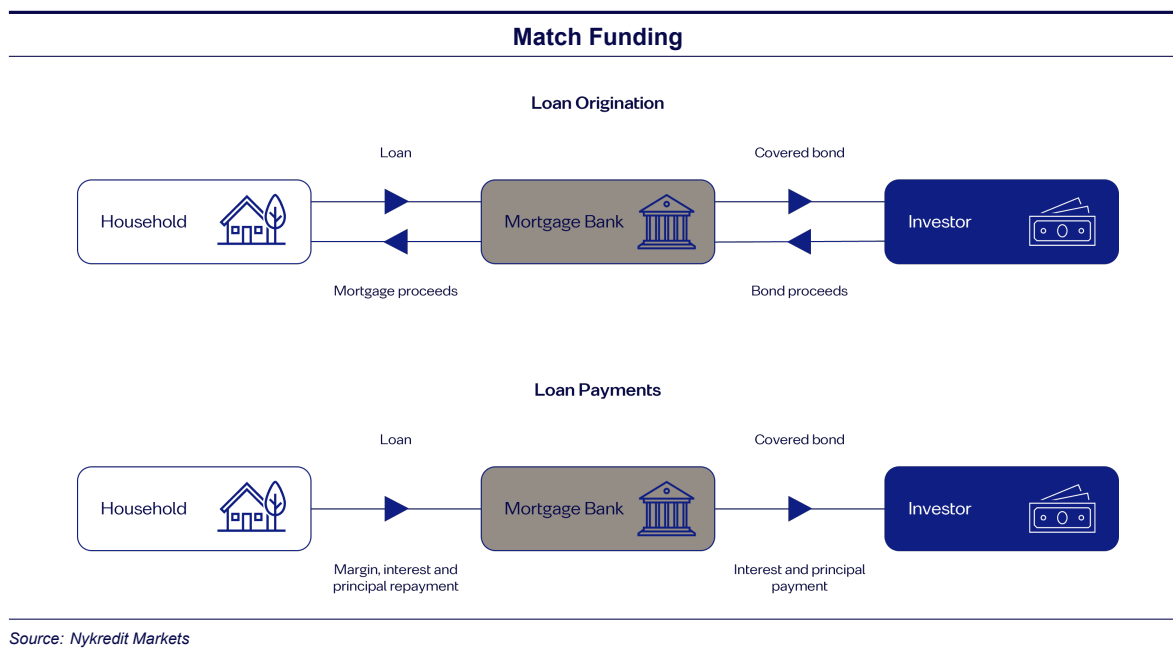 Match Funding
Loan Origination
Loan
Covered bond
Household
Mortgage Bank
Investor
Mortgage proceeds
Bond proceeds
Loan Payments
Loan
Covered bond
Household
Mortgage Bank
Investor
Margin, interest and
principal repayment
Interest and principal
payment
Source: Nykredit Markets